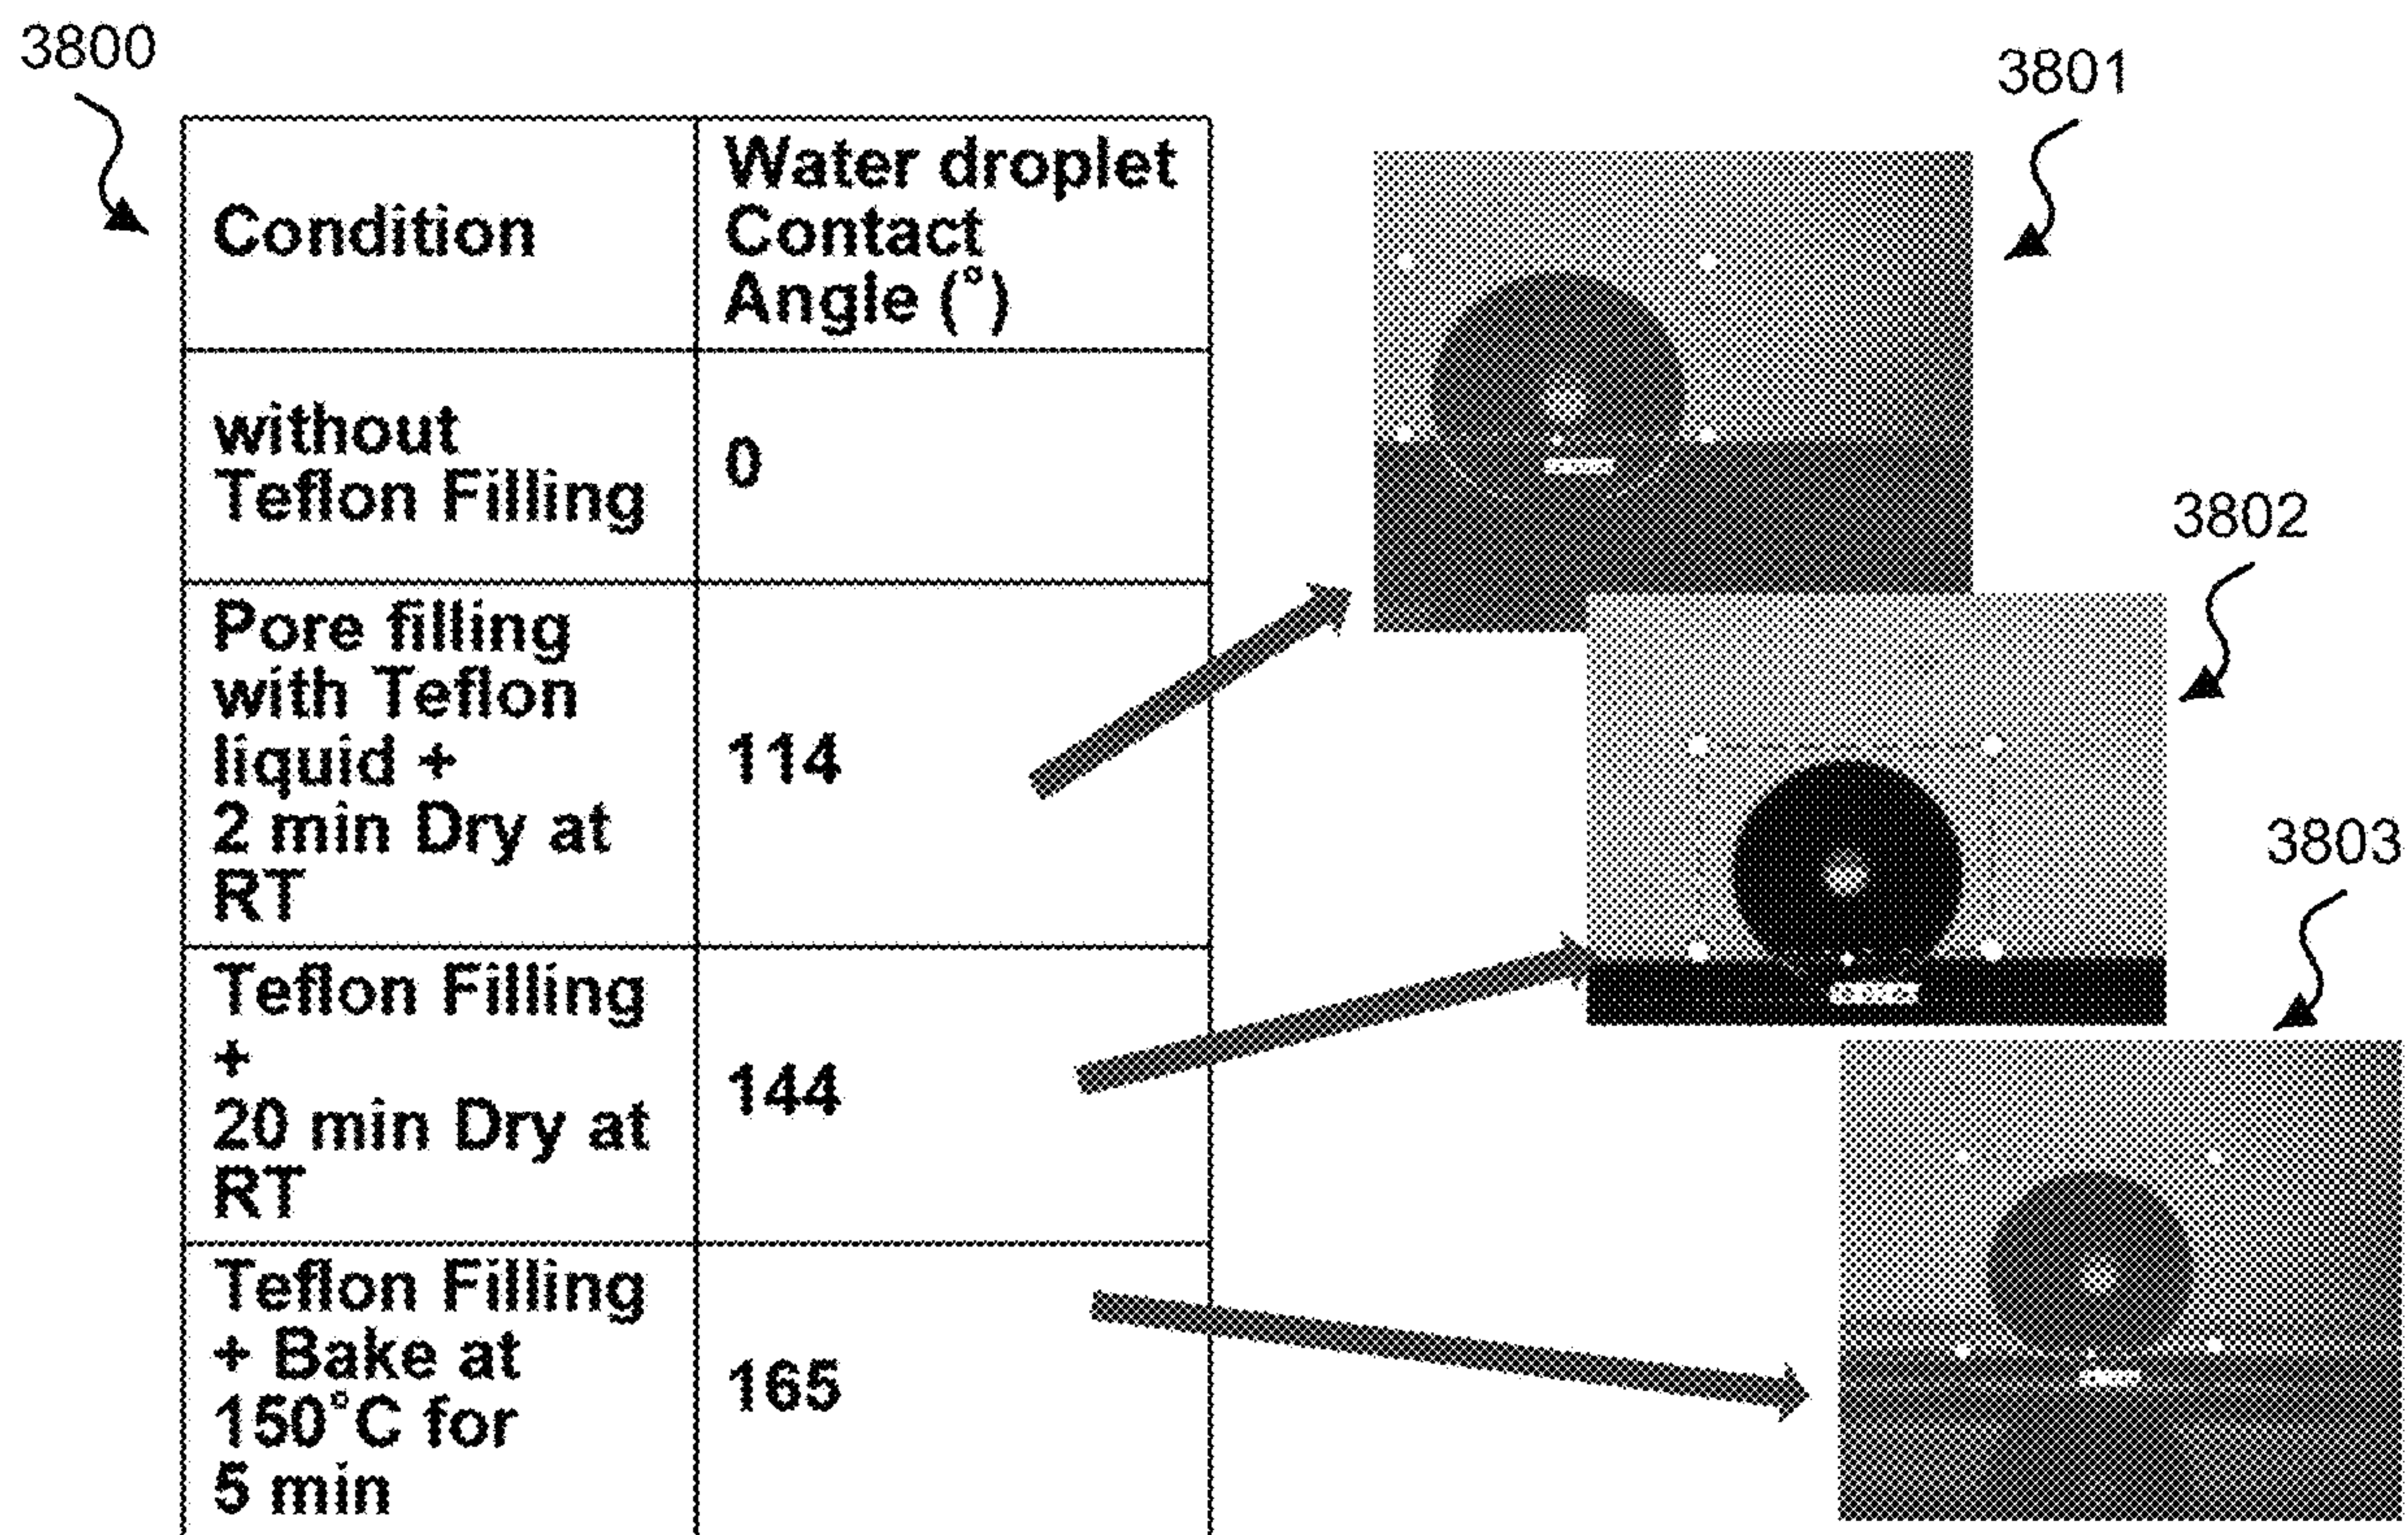 3800
3801
Condition
Water droplet
Contact
Angle (°)
without
Teflon Filling
0
3802
Pore filling
with Teflon
liquid +
2 min Dry at
RT
114
3803
Teflon Filling
+
20 min Dry at
RT
144
Teflon Filling
+ Bake at
150°C for
5 min
165